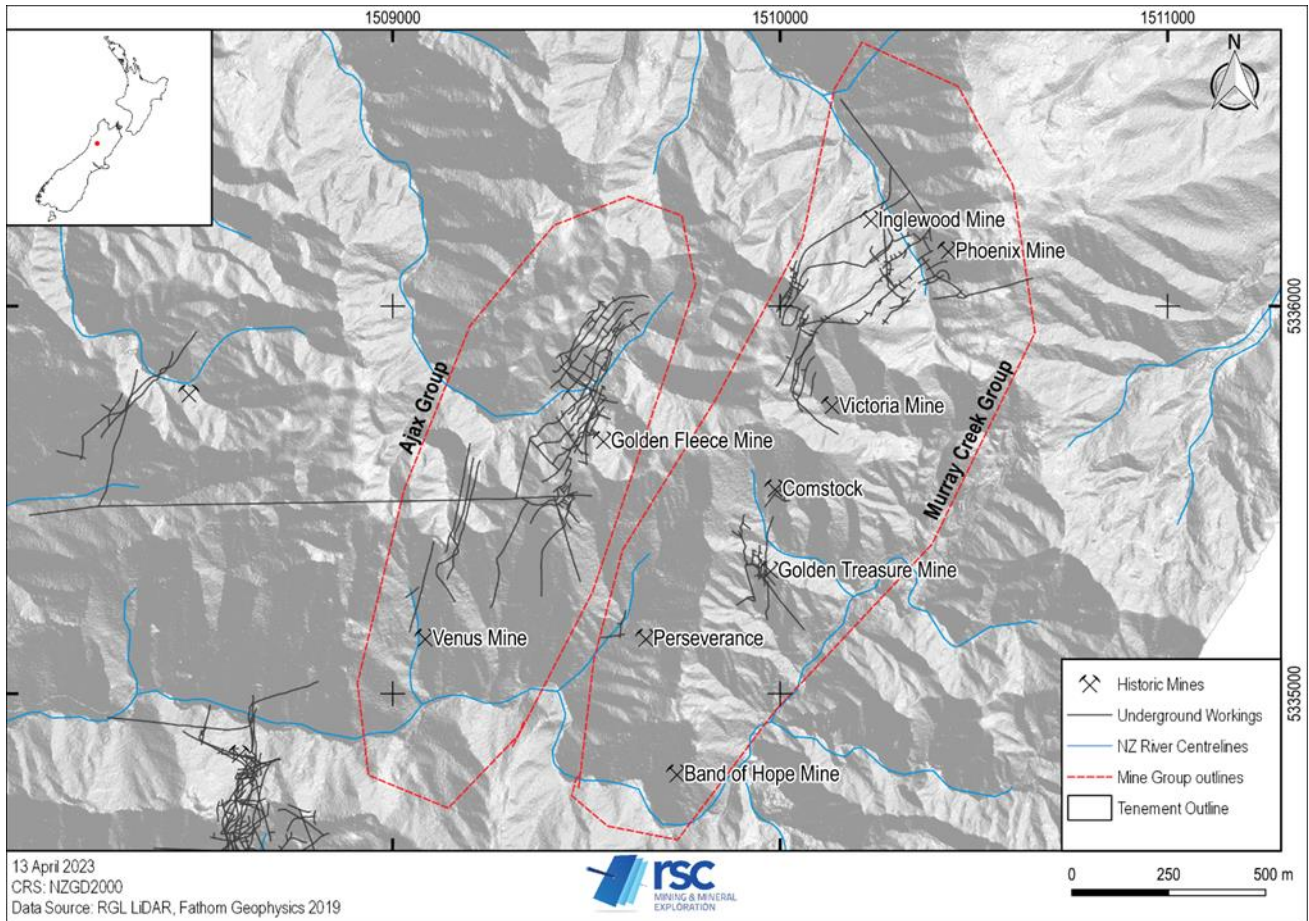 1509000
1510000
1511000
N
Inglewood Mine
Phoenix Mine
5336000
Ajax Group
Victoria Mine
Golden Fleece Mine
Murray Creek Group
Comstock
Golden Treasure Mine
Venus Mine
Perseverance
5335000
Band of Hope Mine
Historic Mines
Underground Workings
NZ River Centrelines
Mine Group outlines
Tenement Outline
13 April 2023
CRS: NZGD2000
Data Source: RGL LiDAR, Fathom Geophysics 2019
rsc
MINING & MINERAL
EXPLORATION
0 250 500 m